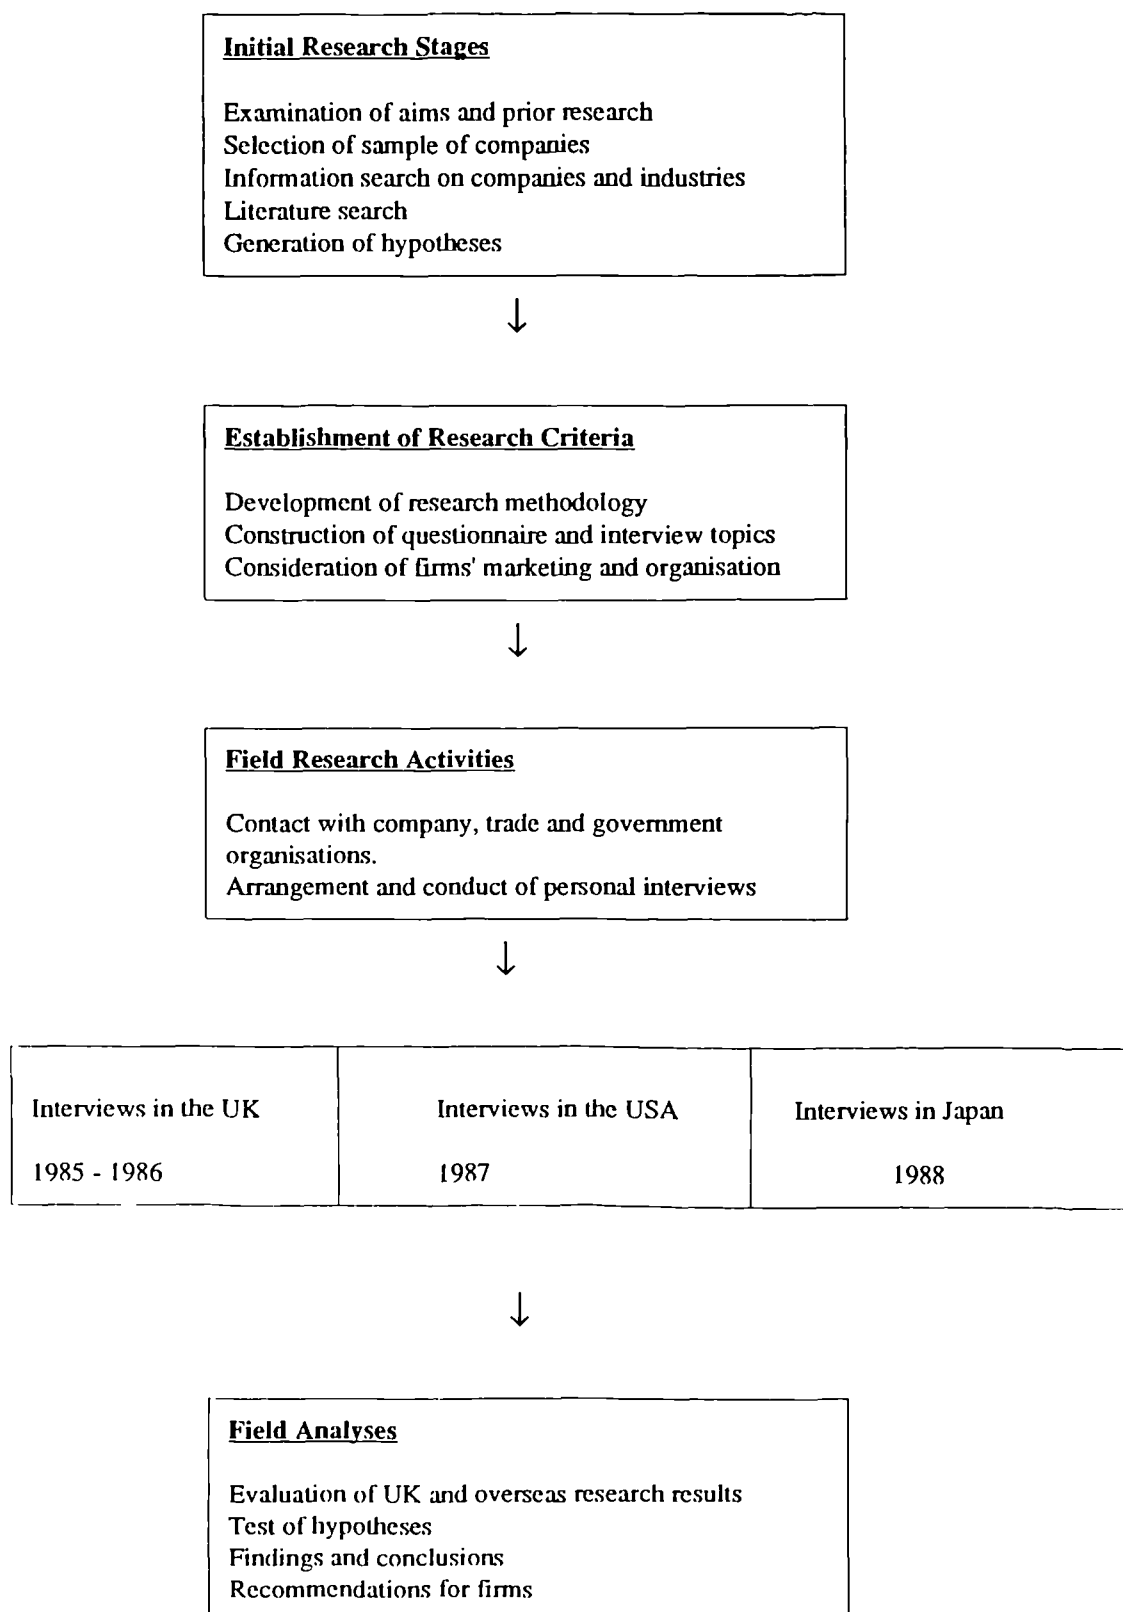 Initial Research Stages
Examination of aims and prior research
Selection of sample of companies
Information search on companies and industries
Literature search
Generation of hypotheses
↓
Establishment of Research Criteria
Development of research methodology
Construction of questionnaire and interview topics
Consideration of firms' marketing and organisation
↓
Field Research Activities
Contact with company, trade and government
organisations.
Arrangement and conduct of personal interviews
↓
Interviews in the UK
1985 - 1986
Interviews in the USA
1987
Interviews in Japan
1988
↓
Field Analyses
Evaluation of UK and overseas research results
Test of hypotheses
Findings and conclusions
Recommendations for firms